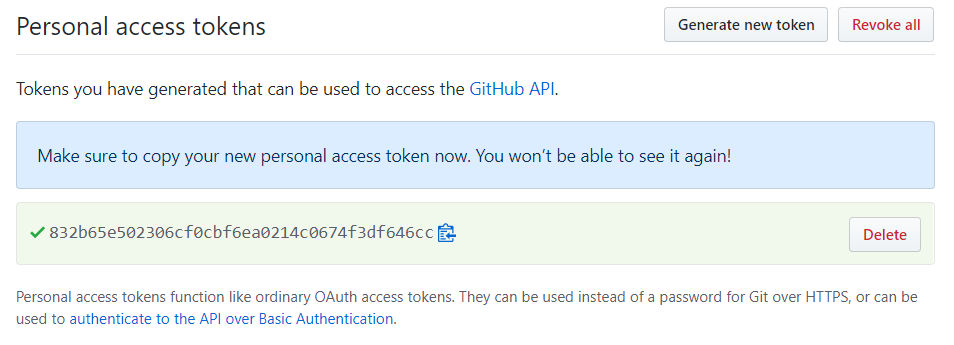 Personal access tokens
Generate new token
Revoke all
Tokens you have generated that can be used to access the GitHub API.
Make sure to copy your new personal access token now. You won't be able to see it again!
832b65e502306cf0cbf6ea0214c0674f3df646cc
Delete
Personal access tokens function like ordinary OAuth access tokens. They can be used instead of a password for Git over HTTPS, or can be
used to authenticate to the API over Basic Authentication.